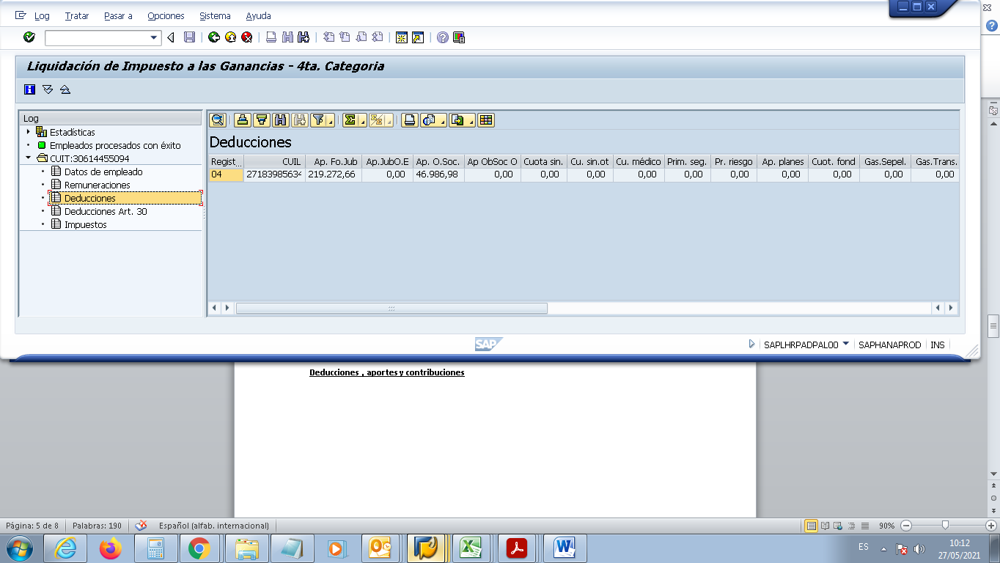 Log Tratar Pasar a Opciones Sistema Ayuda
Liquidación de Impuesto a las Ganancias - 4ta. Categoria
Log
Estadísticas
Empleados procesados con éxito
CUIT:30614455094
Datos de empleado
Remuneraciones
Deducciones
Deducciones Art. 30
Impuestos
Deducciones
Regist... CUIL Ap. Fo.Jub Ap.JubO.E Ap. O.Soc. Ap ObSoc O Cuota sin. Cu. sin.ot Cu. médico Prim. seg. Pr. riesgo Ap. planes Cuot. fond Gas.Sepel. Gas.Trans.
04 27183985634 219.272,66 0,00 46.986,98 0,00 0,00 0,00 0,00 0,00 0,00 0,00 0,00 0,00 0,00
SAP
SAPLHRPADPAL00 SAPHANAPROD INS
Deducciones , aportes y contribuciones
Página: 5 de 8 Palabras: 190 Español (alfab. internacional) 90%
ES
10:12
27/05/2021